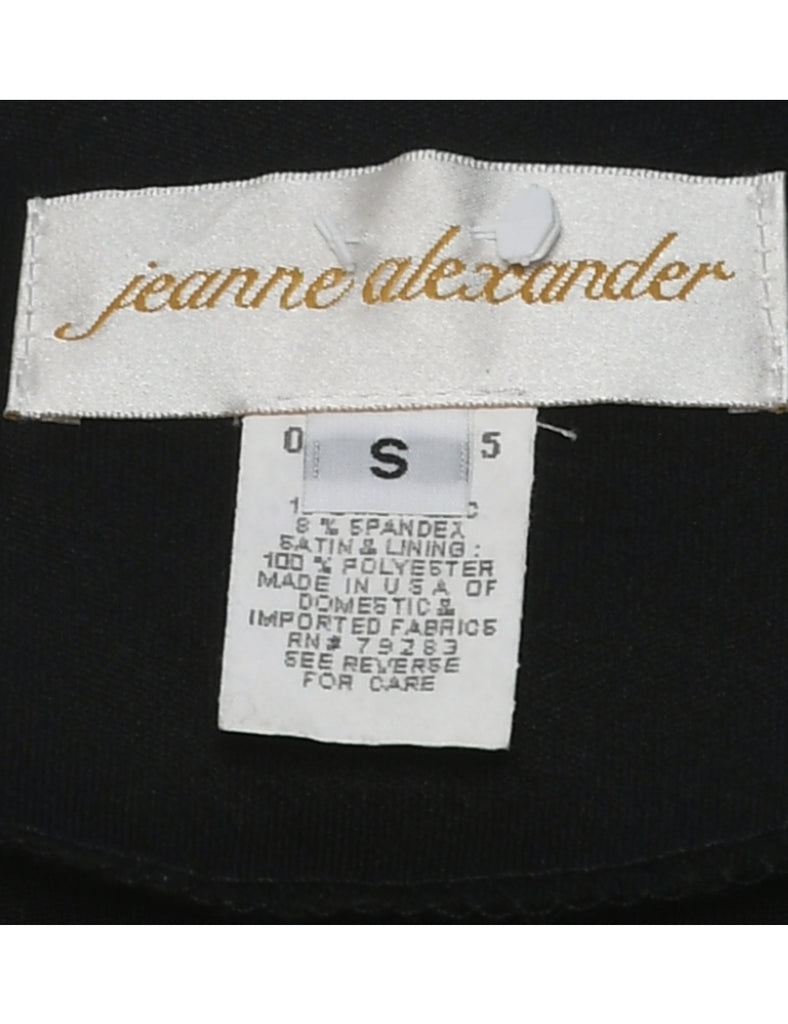 jeanne alexander
0 S 5
8 % SPANDEX
SATIN & LINING :
100 % POLYESTER
MADE IN U S A OF
DOMESTIC &
IMPORTED FABRICS
RN# 79283
SEE REVERSE
FOR CARE